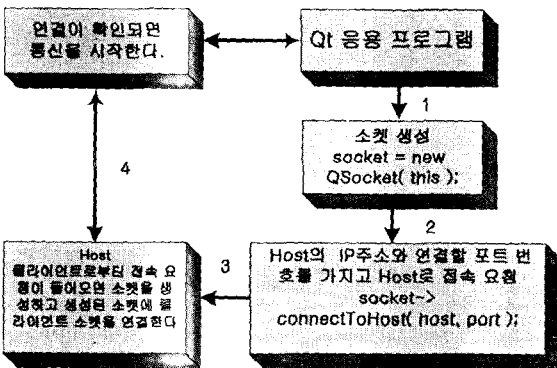 연결이 확인되면
통신을 시작한다.
Qt 응용 프로그램
1
소켓 생성
socket = new
QSocket( this );
4
2
Host
클라이언트로부터 접속 요
청이 들어오면 소켓을 생
성하고 생성된 소켓에 클
라이언트 소켓을 연결한다
3
Host의 IP주소와 연결할 포트 번
호를 가지고 Host로 접속 요청
socket->
connectToHost( host, port );